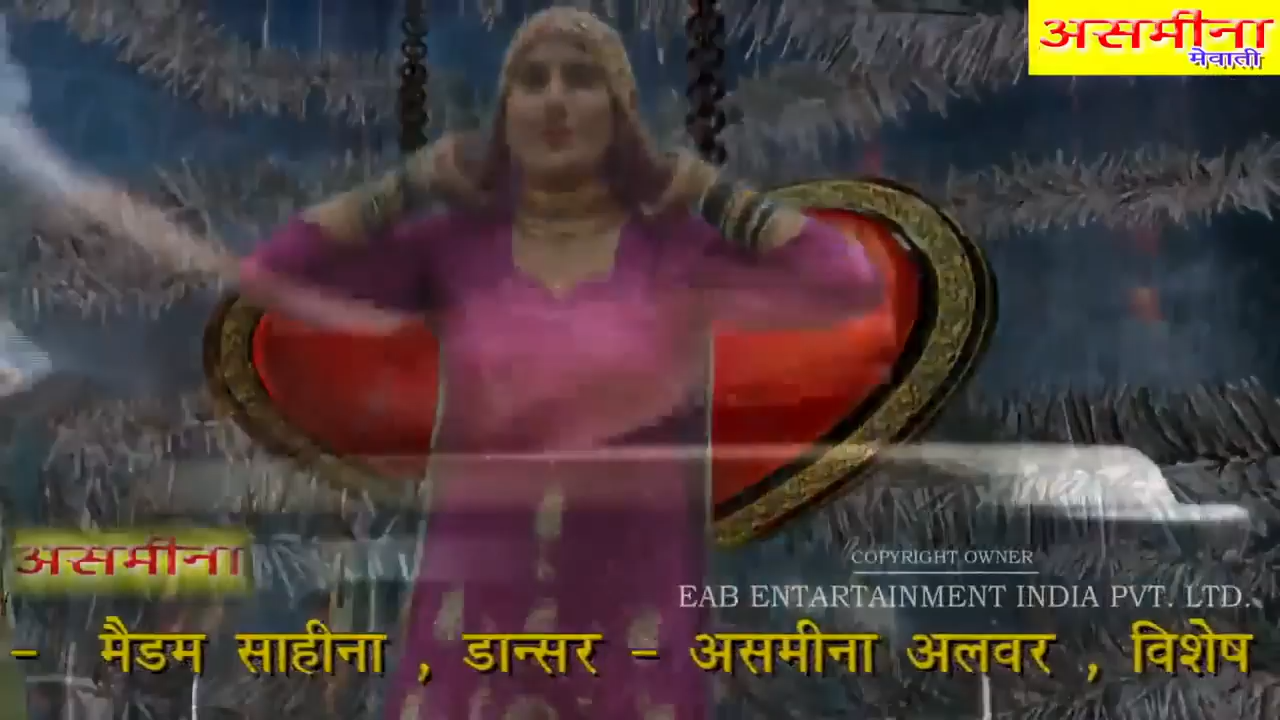 असमीना
मेवाती
असमीना
COPYRIGHT OWNER
EAB ENTARTAINMENT INDIA PVT. LTD.
- मैडम साहीना , डान्सर - असमीना अलवर , विशेष